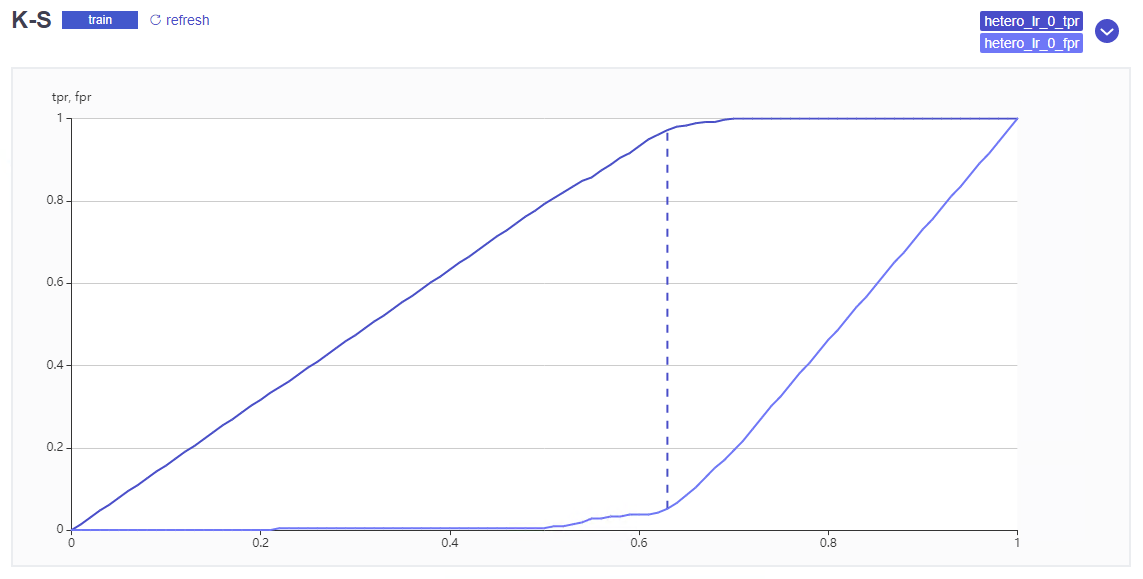 K-S train refresh
hetero_lr_0_tpr
hetero_lr_0_fpr
tpr, fpr
1
0.8
0.6
0.4
0.2
0
0 0.2 0.4 0.6 0.8 1